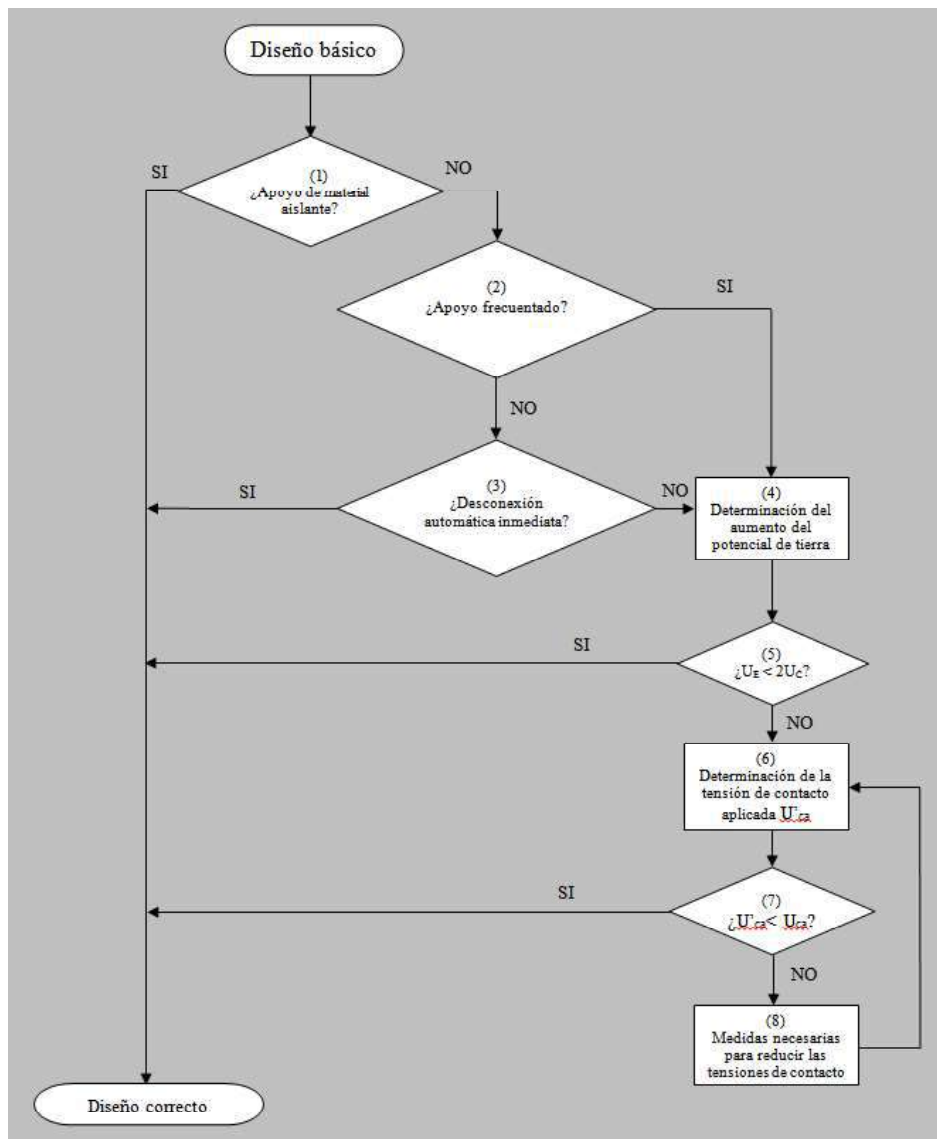 Diseño básico
SI
NO
(1)
¿Apoyo de material
aislante?
(2)
¿Apoyo frecuentado?
SI
NO
(3)
¿Desconexión
automática inmediata?
SI
NO
(4)
Determinación del
aumento del
potencial de tierra
SI
(5)
¿UE < 2UC?
NO
(6)
Determinación de la
tensión de contacto
aplicada U'ca
SI
(7)
¿U'ca< Uca?
NO
(8)
Medidas necesarias
para reducir las
tensiones de contacto
Diseño correcto